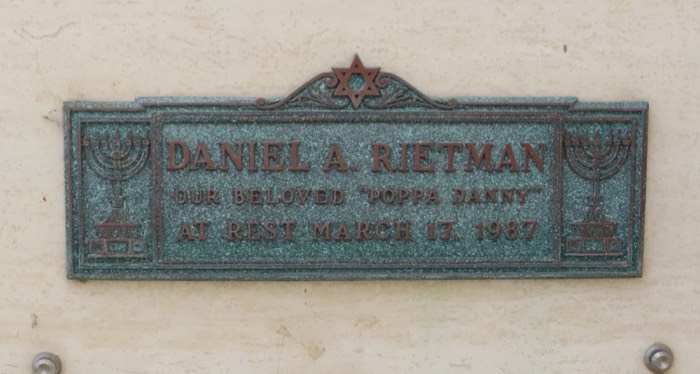 DANIEL A. RIETMAN
OUR BELOVED "POPPA DANNY"
AT REST MARCH 17, 1987